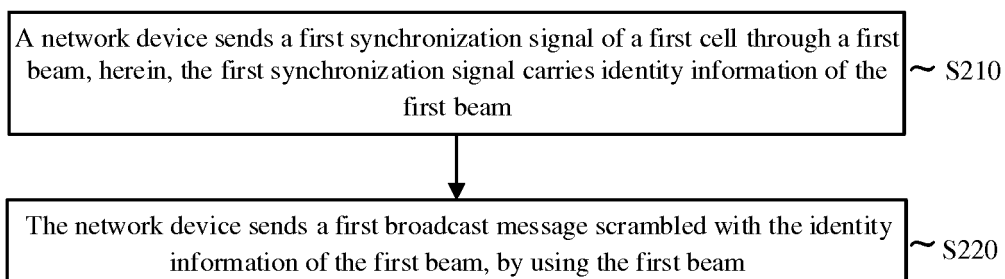 A network device sends a first synchronization signal of a first cell through a first
beam, herein, the first synchronization signal carries identity information of the
first beam
~ S210
The network device sends a first broadcast message scrambled with the identity
information of the first beam, by using the first beam
~ S220